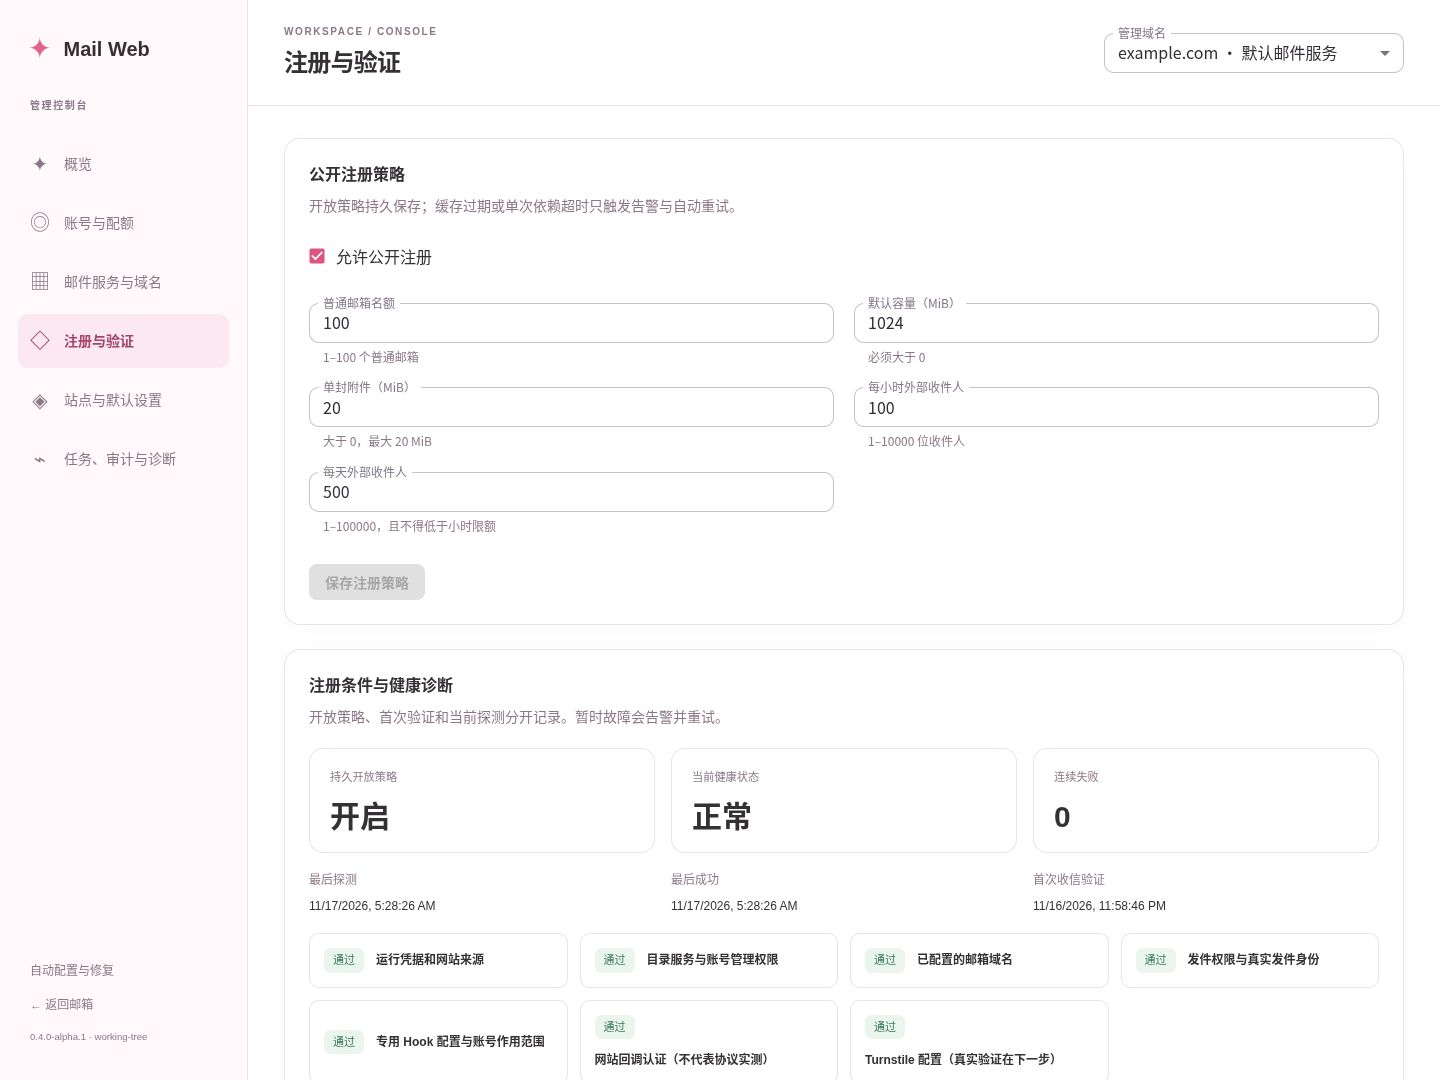 Mail Web
管理控制台
概览
账号与配额
邮件服务与域名
注册与验证
站点与默认设置
任务、审计与诊断
自动配置与修复
← 返回邮箱
0.4.0-alpha.1 · working-tree
WORKSPACE / CONSOLE
注册与验证
管理域名
example.com · 默认邮件服务
公开注册策略
开放策略持久保存；缓存过期或单次依赖超时只触发告警与自动重试。
允许公开注册
普通邮箱名额
100
1–100 个普通邮箱
默认容量（MiB）
1024
必须大于 0
单封附件（MiB）
20
大于 0，最大 20 MiB
每小时外部收件人
100
1–10000 位收件人
每天外部收件人
500
1–100000，且不得低于小时限额
保存注册策略
注册条件与健康诊断
开放策略、首次验证和当前探测分开记录。暂时故障会告警并重试。
持久开放策略
开启
当前健康状态
正常
连续失败
0
最后探测
11/17/2026, 5:28:26 AM
最后成功
11/17/2026, 5:28:26 AM
首次收信验证
11/16/2026, 11:58:46 PM
通过 运行凭据和网站来源
通过 目录服务与账号管理权限
通过 已配置的邮箱域名
通过 发件权限与真实发件身份
通过 专用 Hook 配置与账号作用范围
通过
网站回调认证（不代表协议实测）
通过
Turnstile 配置（真实验证在下一步）